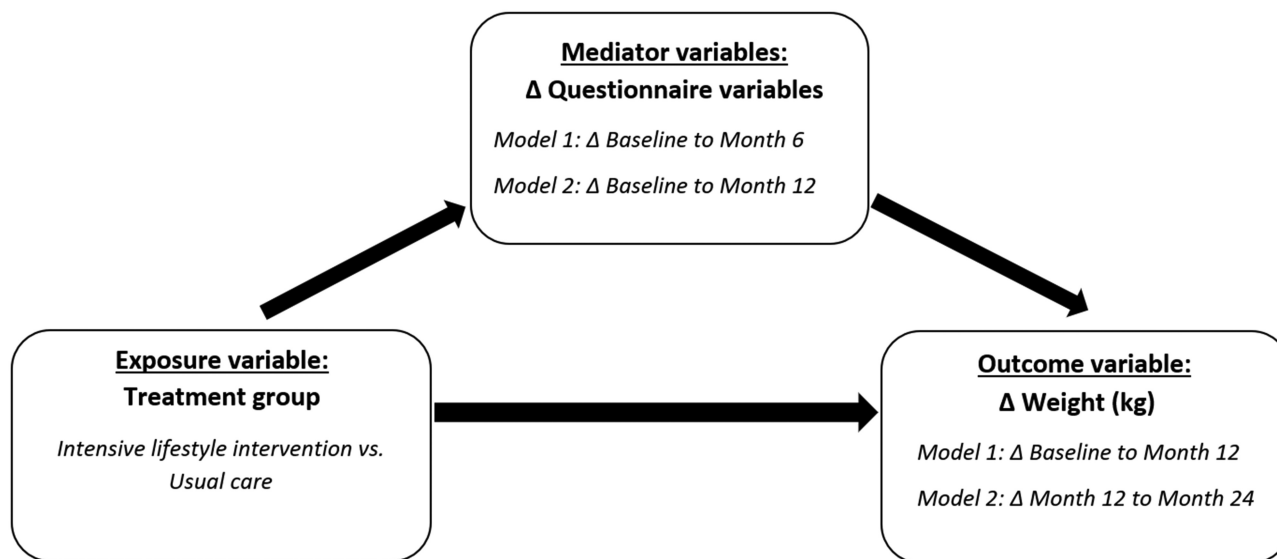 Mediator variables:
Δ Questionnaire variables
Model 1: Δ Baseline to Month 6
Model 2: Δ Baseline to Month 12
Exposure variable:
Treatment group
Intensive lifestyle intervention vs.
Usual care
Outcome variable:
Δ Weight (kg)
Model 1: Δ Baseline to Month 12
Model 2: Δ Month 12 to Month 24